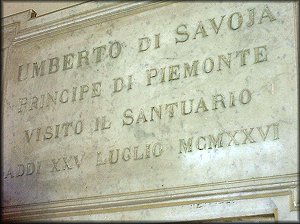 UMBERTO DI SAVOJA
PRINCIPE DI PIEMONTE
VISITÒ IL SANTUARIO
ADDÌ XXV LUGLIO MCMXXVI